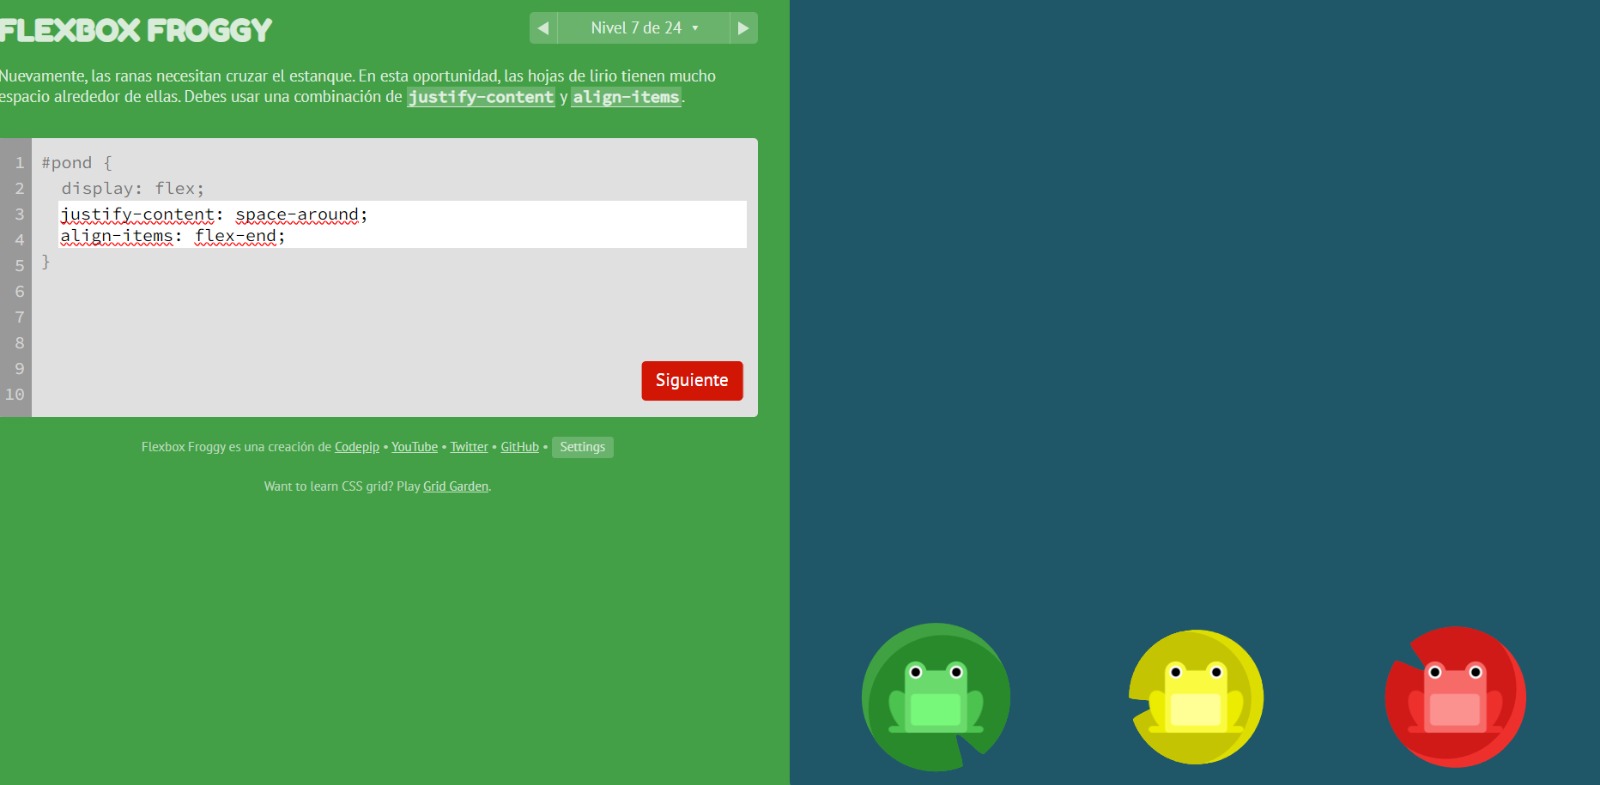 FLEXBOX FROGGY
◀ Nivel 7 de 24 ▾ ▶
Nuevamente, las ranas necesitan cruzar el estanque. En esta oportunidad, las hojas de lirio tienen mucho
espacio alrededor de ellas. Debes usar una combinación de justify-content y align-items.
1 #pond {
2 display: flex;
3 justify-content: space-around;
4 align-items: flex-end;
5 }
6
7
8
9
10
Siguiente
Flexbox Froggy es una creación de Codepip • YouTube • Twitter • GitHub • Settings
Want to learn CSS grid? Play Grid Garden.